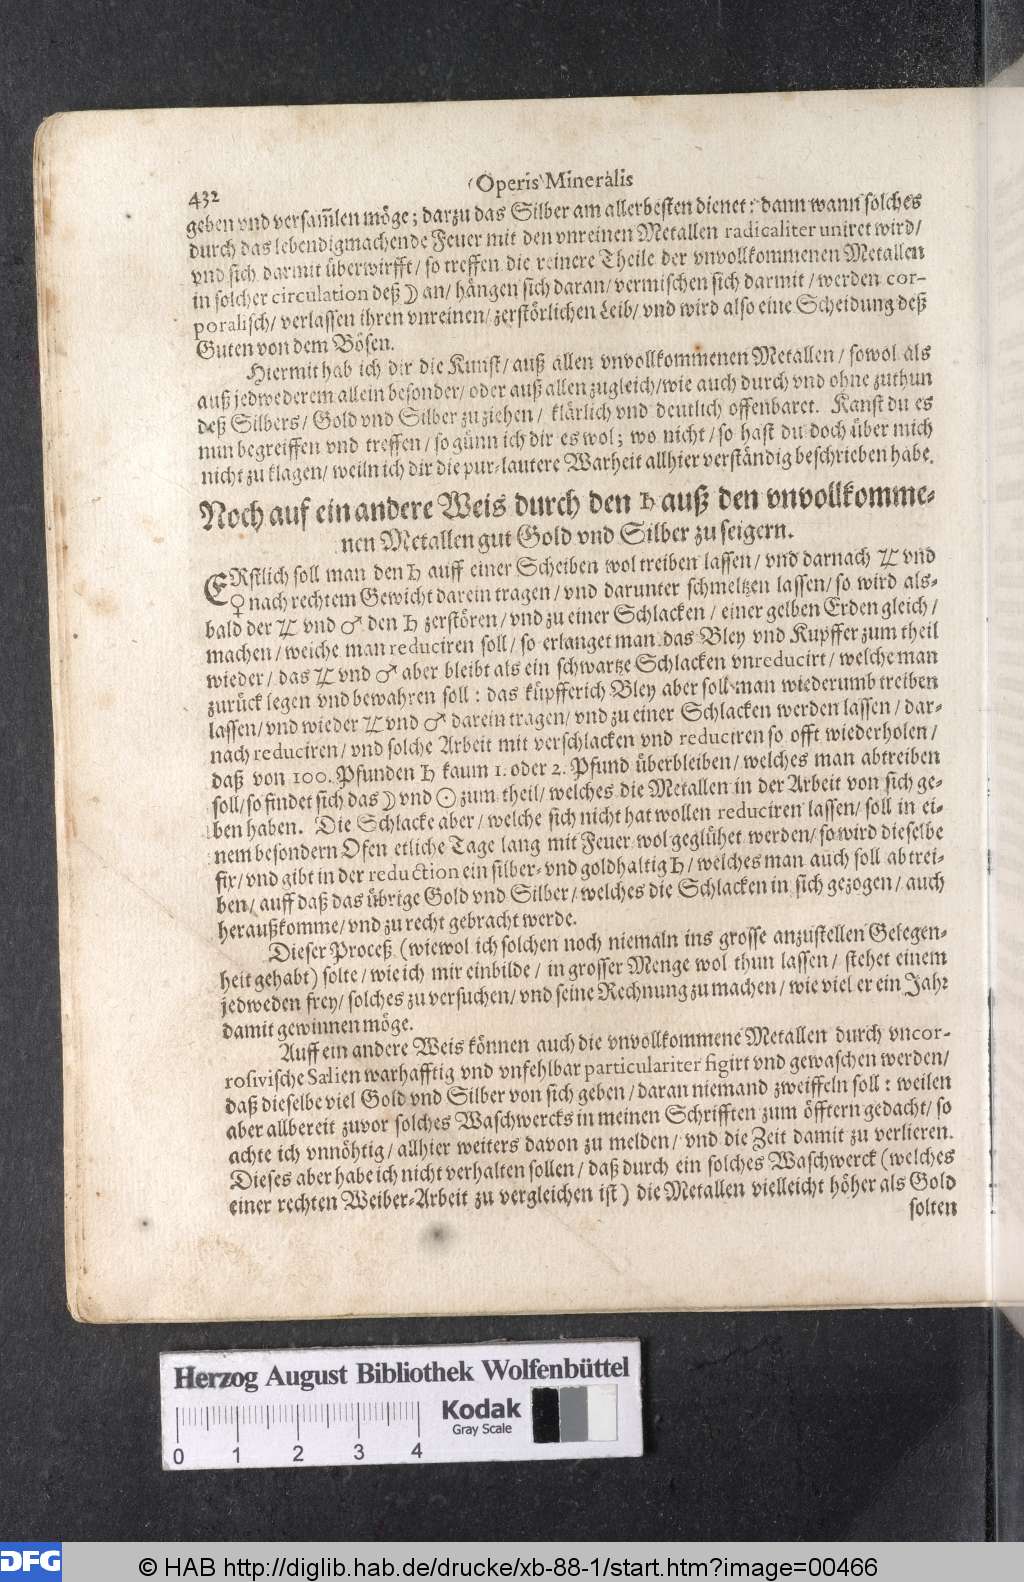 432
Operis Mineralis
geben vnd versam̃len möge; darzu das Silber am allerbesten dienet: dann wann solches
durch das lebendigmachende Feuer mit den vnreinen Metallen radicaliter uniret wird/
vnd sich darmit überwirfft/ so treffen die reinere Theile der vnvollkommenen Metallen
in solcher circulation deß ☽ an/ hängen sich daran/ vermischen sich darmit/ werden cor-
poralisch/ verlassen ihren vnreinen/ zerstörlichen Leib/ vnd wird also eine Scheidung deß
Guten von dem Bösen.
Hiermit hab ich dir die Kunst/ auß allen vnvollkommenen Metallen/ sowol als
auß jedwederem allein besonder/ oder auß allen zugleich/ wie auch durch vnd ohne zuthun
deß Silbers/ Gold vnd Silber zu ziehen/ klärlich vnd deutlich offenbaret. Kanst du es
nun begreiffen vnd treffen/ so günn ich dir es wol; wo nicht/ so hast du doch über mich
nicht zu klagen/ weiln ich dir die pur-lautere Warheit allhier verständig beschrieben habe.
Noch auf ein andere Weis durch den ♄ auß den vnvollkomme-
nen Metallen gut Gold vnd Silber zu seigern.
ERstlich soll man den ♄ auff einer Scheiben wol treiben lassen/ vnd darnach ♃ vnd
♀ nach rechtem Gewicht darein tragen/ vnd darunter schmeltzen lassen/ so wird als-
bald der ♃ vnd ♂ den ♄ zerstören/ vnd zu einer Schlacken/ einer gelben Erden gleich/
machen/ welche man reduciren soll/ so erlanget man das Bley vnd Kupffer zum theil
wieder/ das ♃ vnd ♂ aber bleibt als ein schwartze Schlacken vnreducirt/ welche man
zurück legen vnd bewahren soll: das küpfferich Bley aber soll man wiederumb treiben
lassen/ vnd wieder ♃ vnd ♂ darein tragen/ vnd zu einer Schlacken werden lassen/ dar-
nach reduciren/ vnd solche Arbeit mit verschlacken vnd reduciren so offt wiederholen/
daß von 100. Pfunden ♄ kaum 1. oder 2. Pfund überbleiben/ welches man abtreiben
soll/ so findet sich das ☽ vnd ☉ zum theil/ welches die Metallen in der Arbeit von sich ge-
ben haben. Die Schlacke aber/ welche sich nicht hat wollen reduciren lassen/ soll in ei-
nem besondern Ofen etliche Tage lang mit Feuer wol geglühet werden/ so wird dieselbe
fix/ vnd gibt in der reduction ein silber- vnd goldhaltig ♄/ welches man auch soll abtrei-
ben/ auff daß das übrige Gold vnd Silber/ welches die Schlacken in sich gezogen/ auch
heraußkomme/ vnd zu recht gebracht werde.
Dieser Proceß (wiewol ich solchen noch niemaln ins grosse anzustellen Gelegen-
heit gehabt) solte/ wie ich mir einbilde/ in grosser Menge wol thun lassen/ stehet einem
jedweden frey/ solches zu versuchen/ vnd seine Rechnung zu machen/ wie viel er ein Jahr
damit gewinnen möge.
Auff ein andere Weis können auch die vnvollkommene Metallen durch vncor-
rosivische Salien warhafftig vnd vnfehlbar particulariter figirt vnd gewaschen werden/
daß dieselbe viel Gold vnd Silber von sich geben/ daran niemand zweiffeln soll: weilen
aber allbereit zuvor solches Waschwercks in meinen Schrifften zum öfftern gedacht/ so
achte ich vnnöhtig/ allhier weiters davon zu melden/ vnd die Zeit damit zu verlieren.
Dieses aber habe ich nicht verhalten sollen/ daß durch ein solches Waschwerck (welches
einer rechten Weiber-Arbeit zu vergleichen ist) die Metallen vielleicht höher als Gold
solten
Herzog August Bibliothek Wolfenbüttel
Kodak
Gray Scale
0 1 2 3 4
DFG
© HAB http://diglib.hab.de/drucke/xb-88-1/start.htm?image=00466